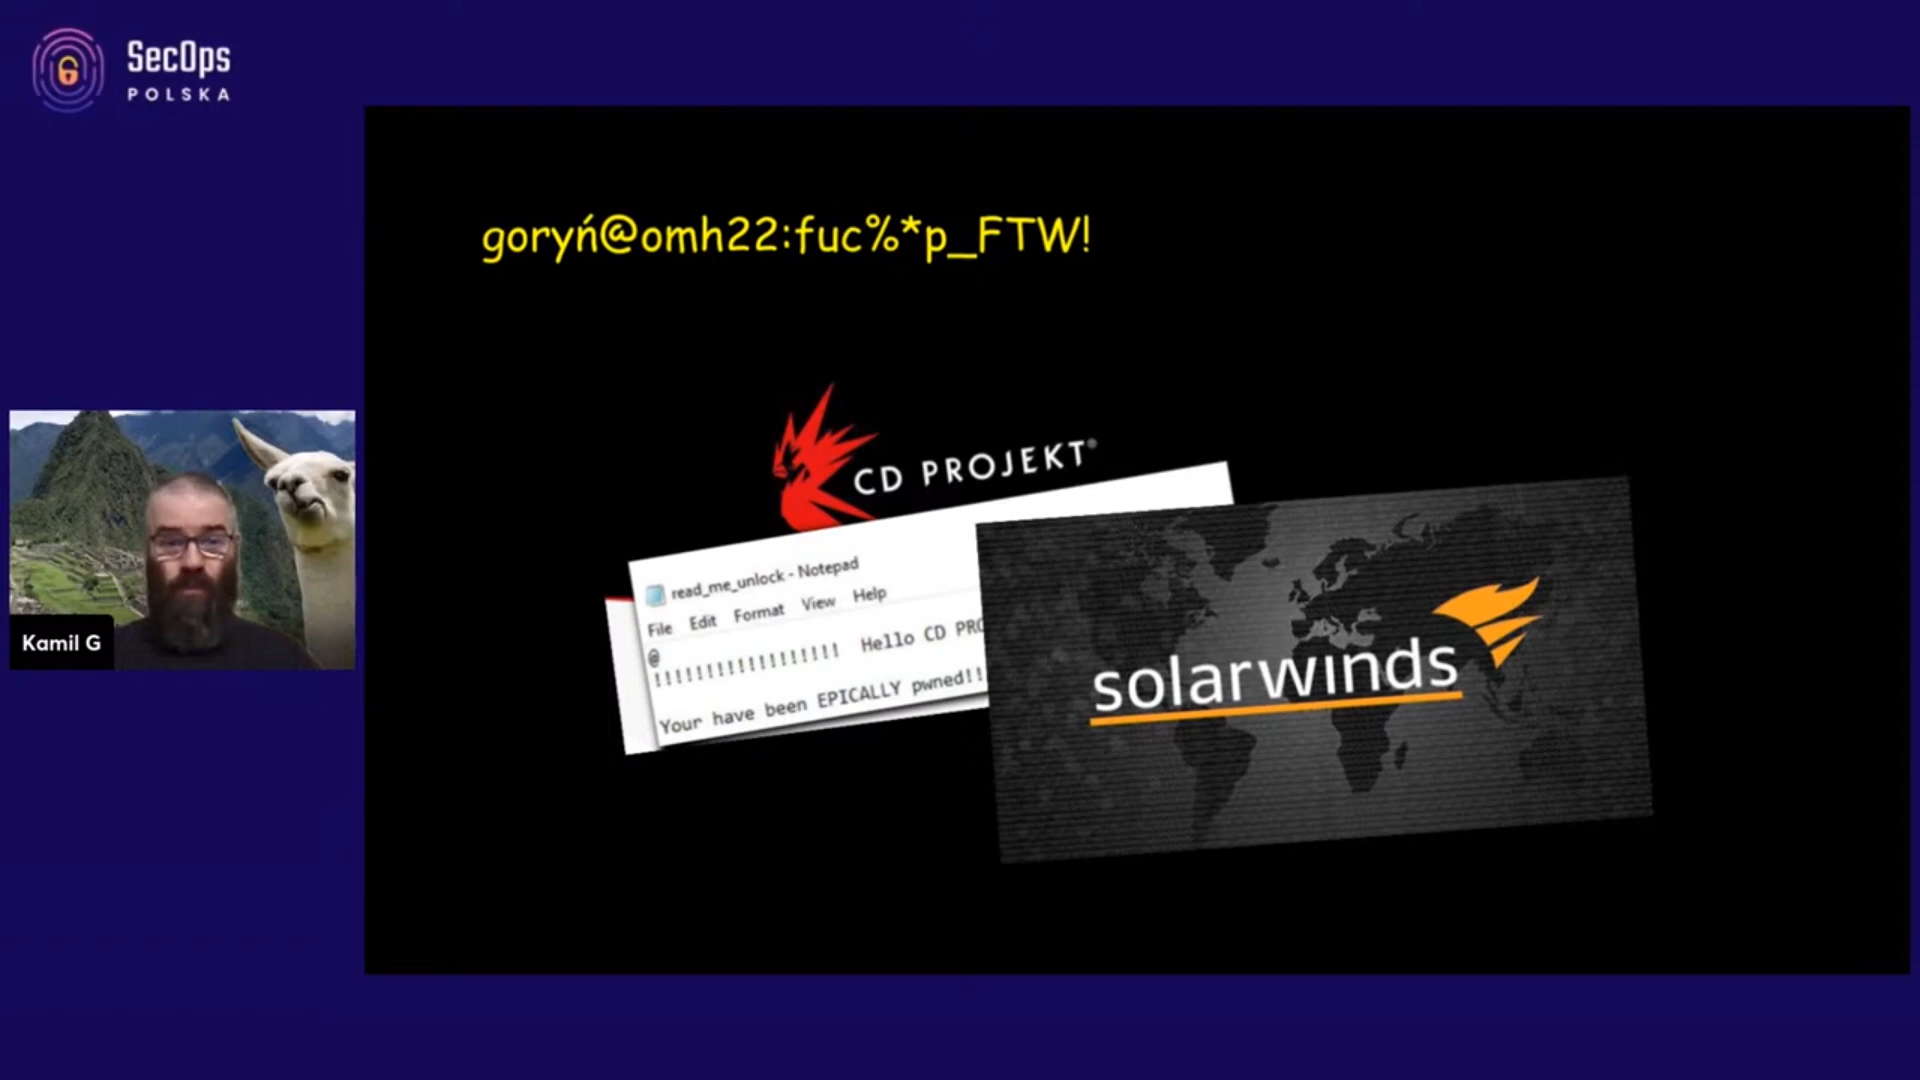 SecOps
POLSKA
goryń@omh22:fuc%*p_FTW!
CD PROJEKT®
read_me_unlock - Notepad
File Edit Format View Help
@
!!!!!!!!!!!!!!!!!! Hello CD PRO
Your have been EPICALLY pwned!!
solarwinds
Kamil G